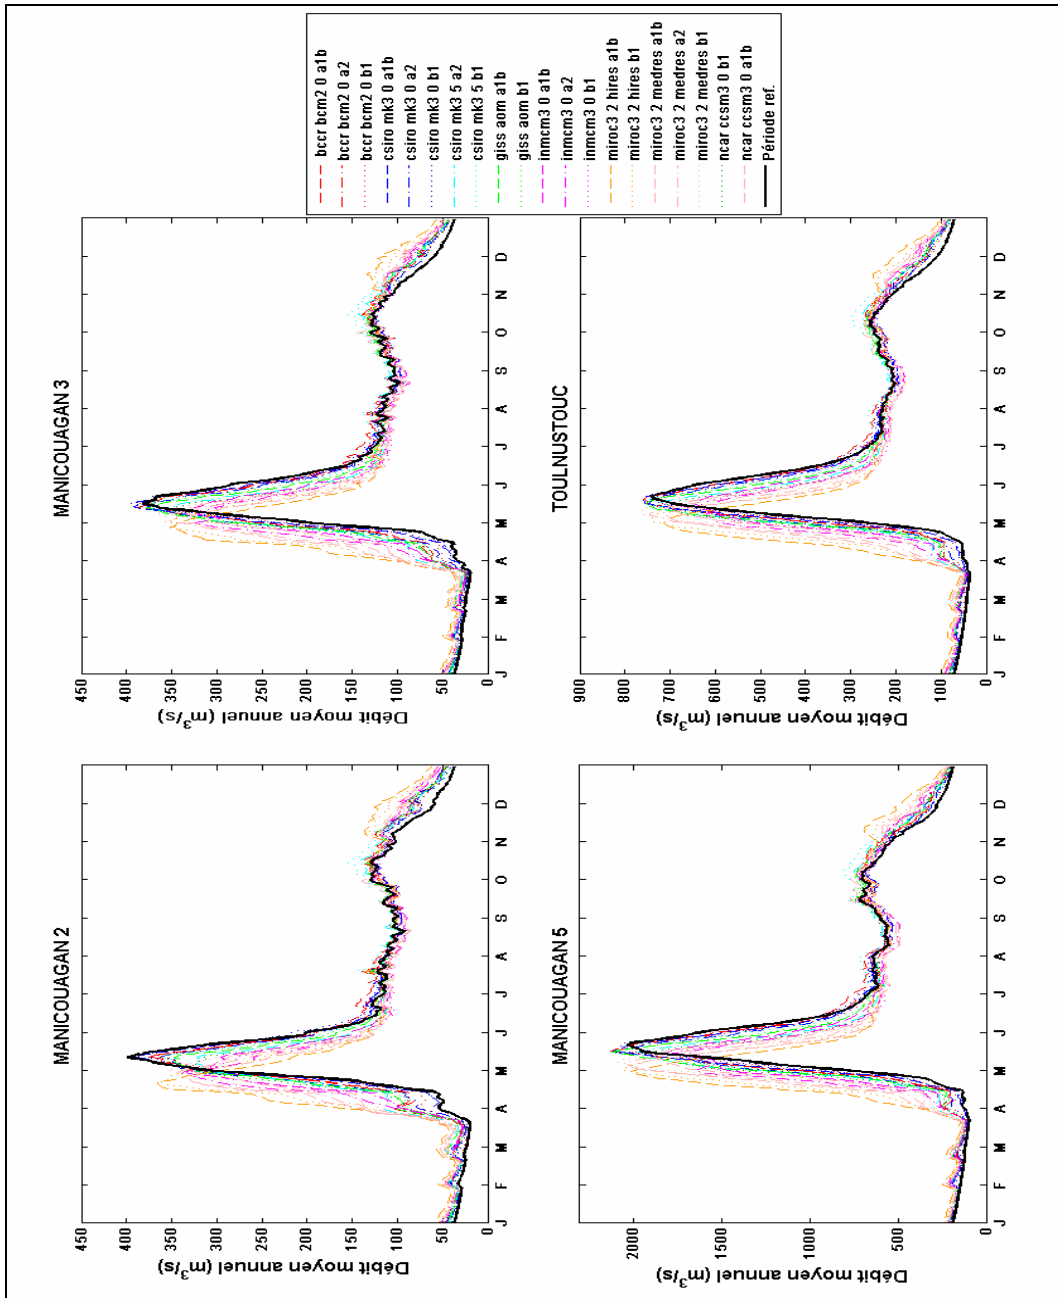 MANICOUAGAN 2
450
400
350
300
250
200
150
100
50
0
Débit moyen annuel (m³/s)
J F M A M J J A S O N D
MANICOUAGAN 3
450
400
350
300
250
200
150
100
50
0
Débit moyen annuel (m³/s)
J F M A M J J A S O N D
MANICOUAGAN 5
2000
1500
1000
500
0
Débit moyen annuel (m³/s)
J F M A M J J A S O N D
TOULNUSTOUC
900
800
700
600
500
400
300
200
100
0
Débit moyen annuel (m³/s)
J F M A M J J A S O N D
bccr bcm2 0 a1b
bccr bcm2 0 a2
bccr bcm2 0 b1
csiro mk3 0 a1b
csiro mk3 0 a2
csiro mk3 0 b1
csiro mk3 5 a2
csiro mk3 5 b1
giss aom a1b
giss aom b1
inmcm3 0 a1b
inmcm3 0 a2
inmcm3 0 b1
miroc3 2 hires a1b
miroc3 2 hires b1
miroc3 2 medres a1b
miroc3 2 medres a2
miroc3 2 medres b1
ncar ccsm3 0 b1
ncar ccsm3 0 a1b
Période ref.